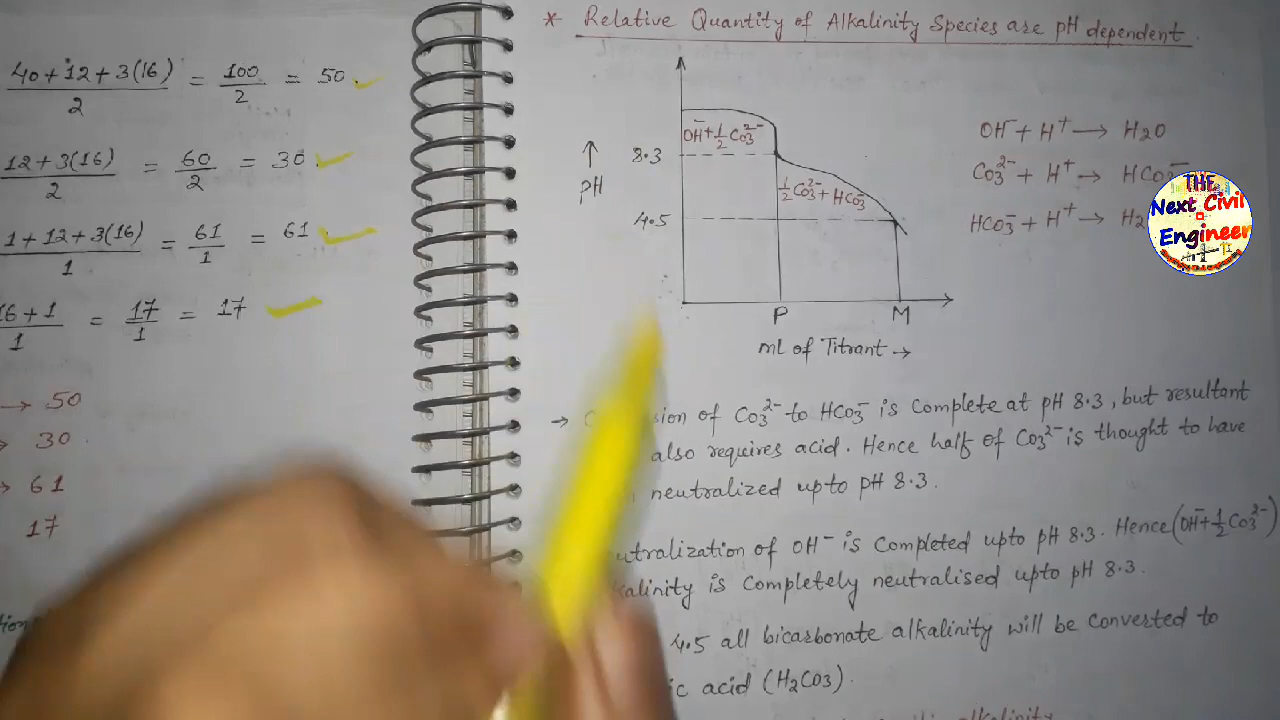 40+12+3(16)/2 = 100/2 = 50
12+3(16)/2 = 60/2 = 30
1+12+3(16)/1 = 61/1 = 61
16+1/1 = 17/1 = 17
→ 50
30
→ 61
17
* Relative Quantity of Alkalinity Species are pH dependent.
OH⁻+½CO₃²⁻
↑
8.3
pH
½CO₃²⁻+HCO₃⁻
4.5
P M
ml of Titrant →
OH⁻ + H⁺ → H2O
CO₃²⁻ + H⁺ → HCO₃⁻
HCO₃⁻ + H⁺ → H2
THE
Next Civil
Engineer
→ of CO₃²⁻ to HCO₃⁻ is Complete at pH 8.3, but resultant
also requires acid. Hence half of CO₃²⁻ is thought to have
neutralized upto pH 8.3.
OH⁻ is Completed upto pH 8.3. Hence (OH⁻+½CO₃²⁻)
is Completely neutralised upto pH 8.3.
4.5 all bicarbonate alkalinity will be converted to
acid (H₂CO₃).
alkalinity